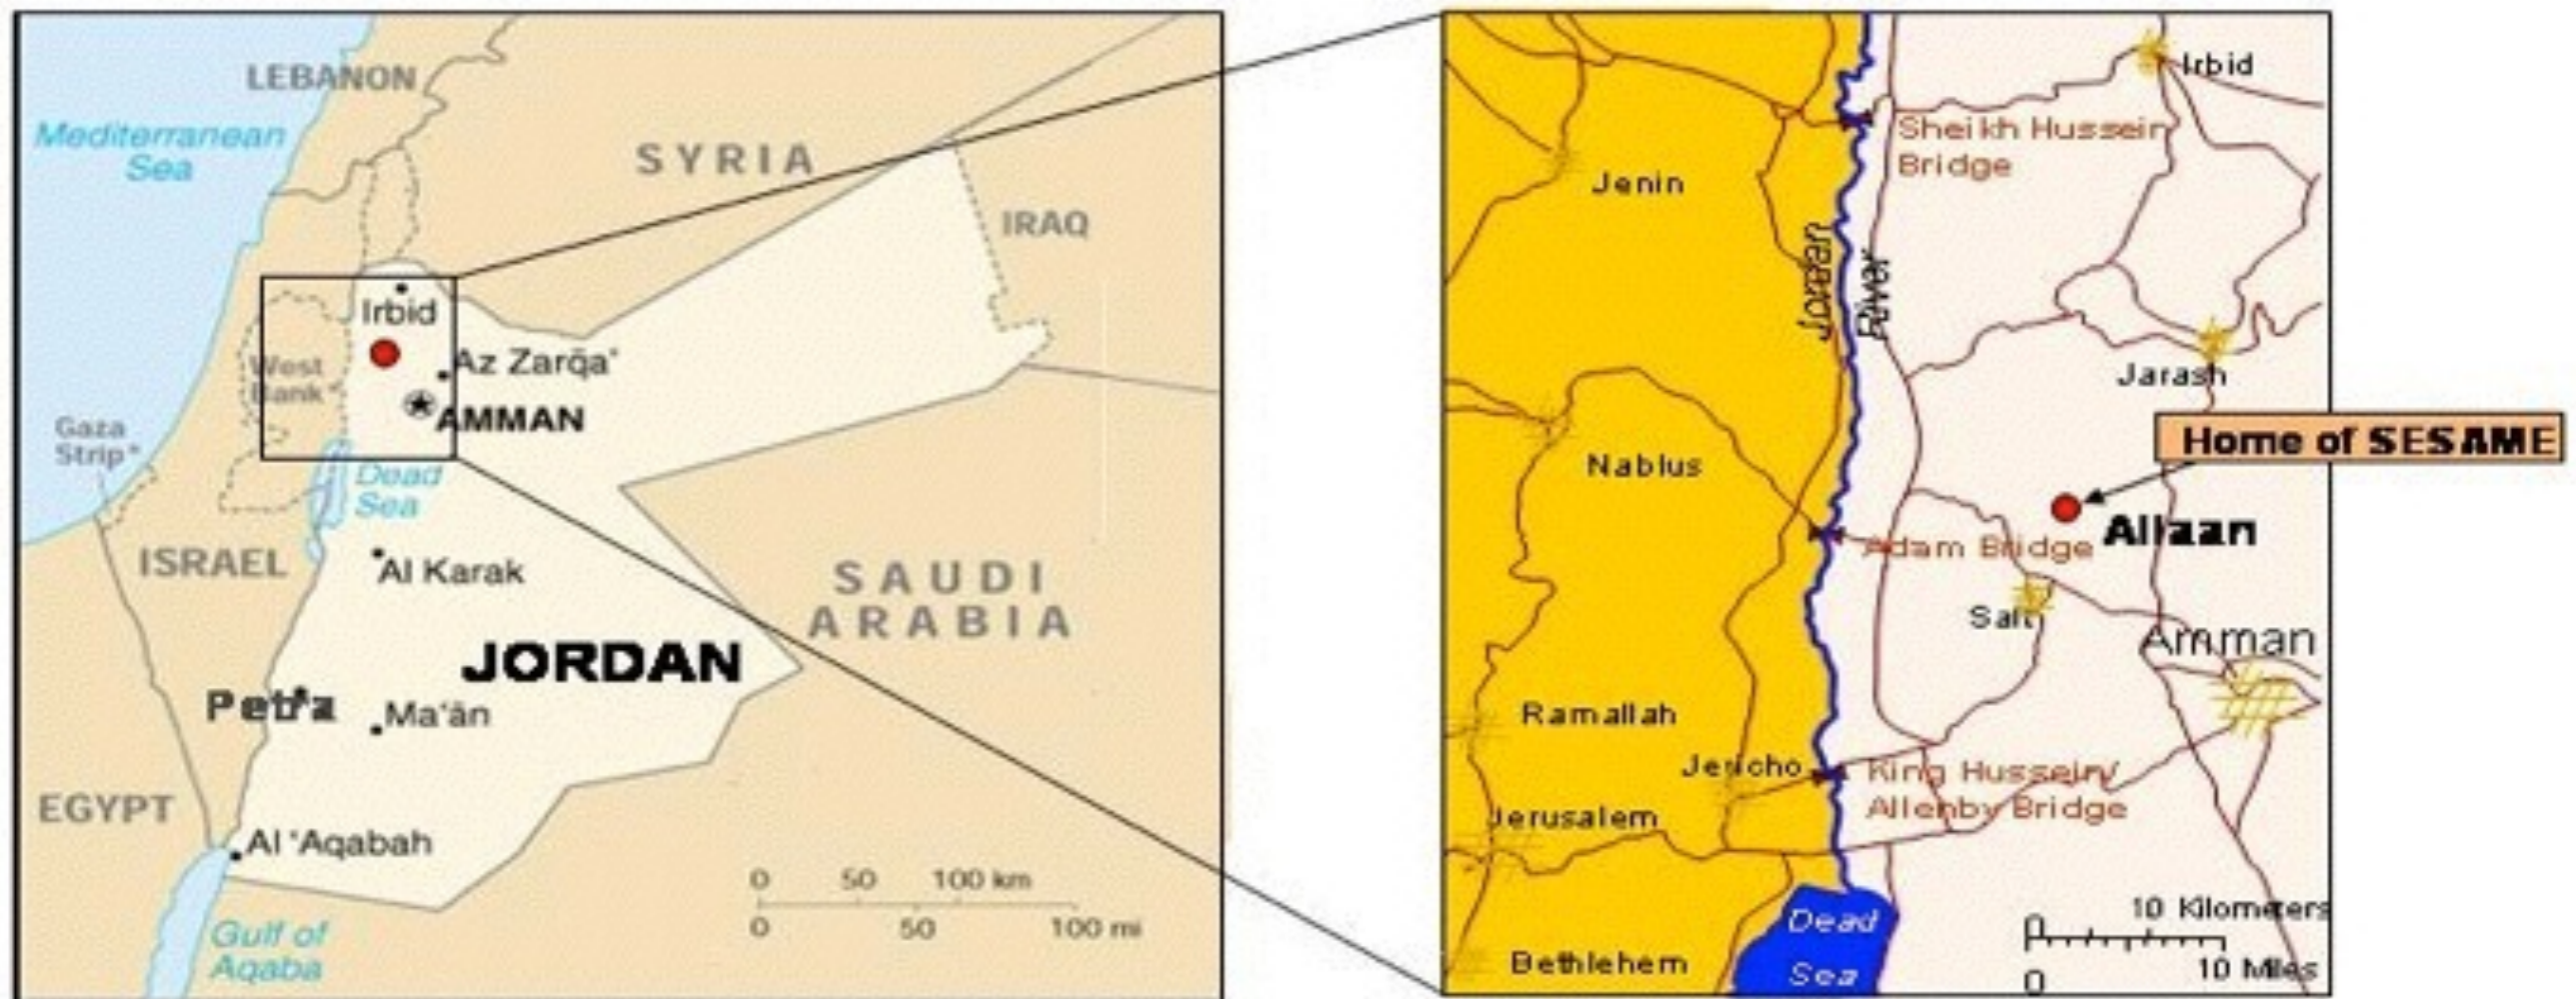 LEBANON
Mediterranean
Sea
SYRIA
IRAQ
Irbid
West
Bank*
Az Zarqa'
AMMAN
Gaza
Strip*
Dead
Sea
ISRAEL
Al Karak
SAUDI
ARABIA
JORDAN
Petra
Ma'ān
EGYPT
Al 'Aqabah
0 50 100 km
0 50 100 mi
Gulf of
Aqaba
Irbid
Sheikh Hussein
Bridge
Jenin
Jordan
River
Jarash
Home of SESAME
Nablus
Allaan
Adam Bridge
Salt
Amman
Ramallah
Jericho
King Hussein/
Allenby Bridge
Jerusalem
Dead
Sea
Bethlehem
0 10 Kilometers
0 10 Miles